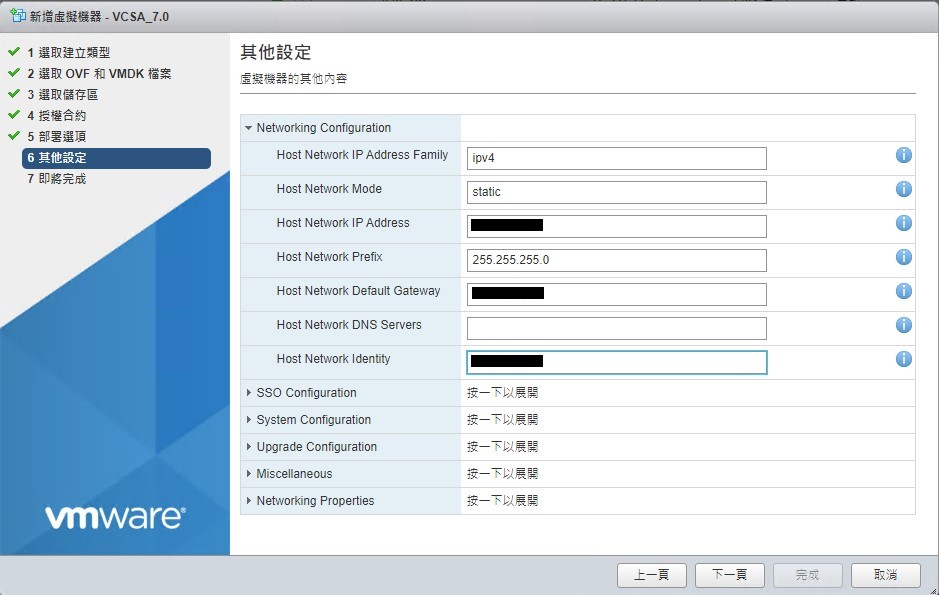 新增虛擬機器 - VCSA_7.0
1 選取建立類型
2 選取 OVF 和 VMDK 檔案
3 選取儲存區
4 授權合約
5 部署選項
6 其他設定
7 即將完成
vmware®
其他設定
虛擬機器的其他內容
Networking Configuration
Host Network IP Address Family ipv4
Host Network Mode static
Host Network IP Address
Host Network Prefix 255.255.255.0
Host Network Default Gateway
Host Network DNS Servers
Host Network Identity
SSO Configuration 按一下以展開
System Configuration 按一下以展開
Upgrade Configuration 按一下以展開
Miscellaneous 按一下以展開
Networking Properties 按一下以展開
上一頁 下一頁 完成 取消